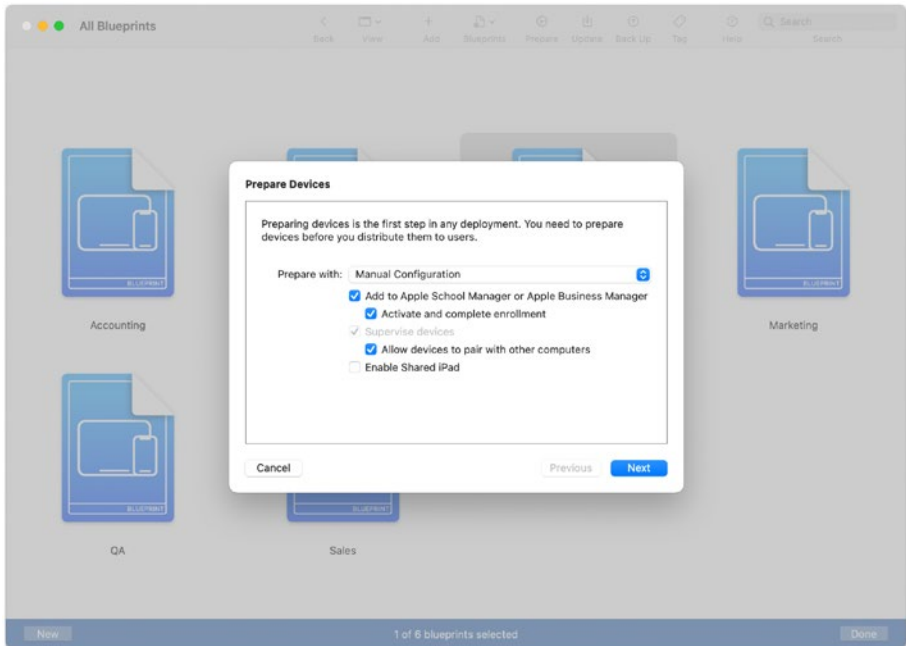 All Blueprints
Back View Add Blueprints Prepare Update Back Up Tag Help Search
Search
Prepare Devices
Preparing devices is the first step in any deployment. You need to prepare
devices before you distribute them to users.
Prepare with: Manual Configuration
Add to Apple School Manager or Apple Business Manager
Activate and complete enrollment
Supervise devices
Allow devices to pair with other computers
Enable Shared iPad
Cancel Previous Next
BLUEPRINT
BLUEPRINT
Accounting
Marketing
BLUEPRINT
BLUEPRINT
QA
Sales
New 1 of 6 blueprints selected Done